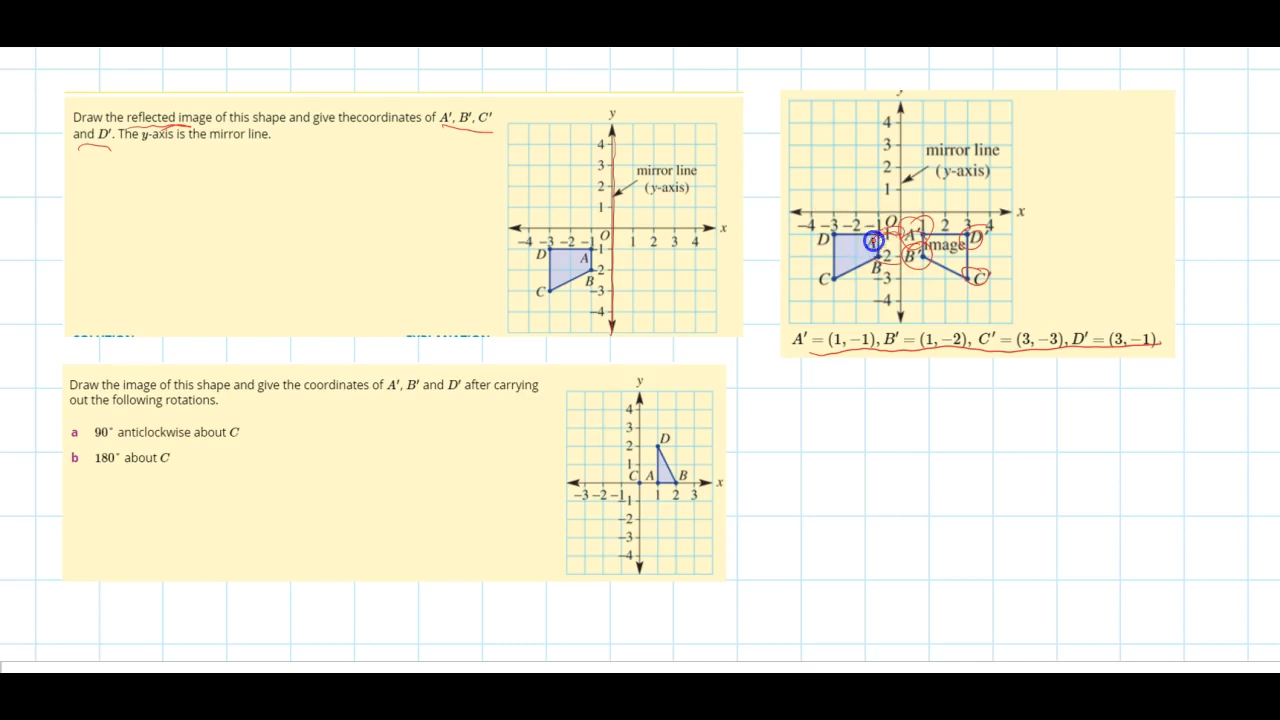 Draw the reflected image of this shape and give thecoordinates of A′, B′, C′
and D′. The y-axis is the mirror line.
y
4
3
2
1
mirror line
(y-axis)
x
O
−4 −3 −2 −1 1 2 3 4
D A −1
−2
B
C −3
−4
y
4
3
2
1
mirror line
(y-axis)
x
O
−4 −3 −2 −1 1 2 3 4
D A A′ D′
image
B 2 B′
C −3 C′
−4
A′ = (1, −1), B′ = (1, −2), C′ = (3, −3), D′ = (3, −1).
Draw the image of this shape and give the coordinates of A′, B′ and D′ after carrying
out the following rotations.
a 90° anticlockwise about C
b 180° about C
y
4
3
2
1
D
C A B
x
−3 −2 −1 1 2 3
−1
−2
−3
−4